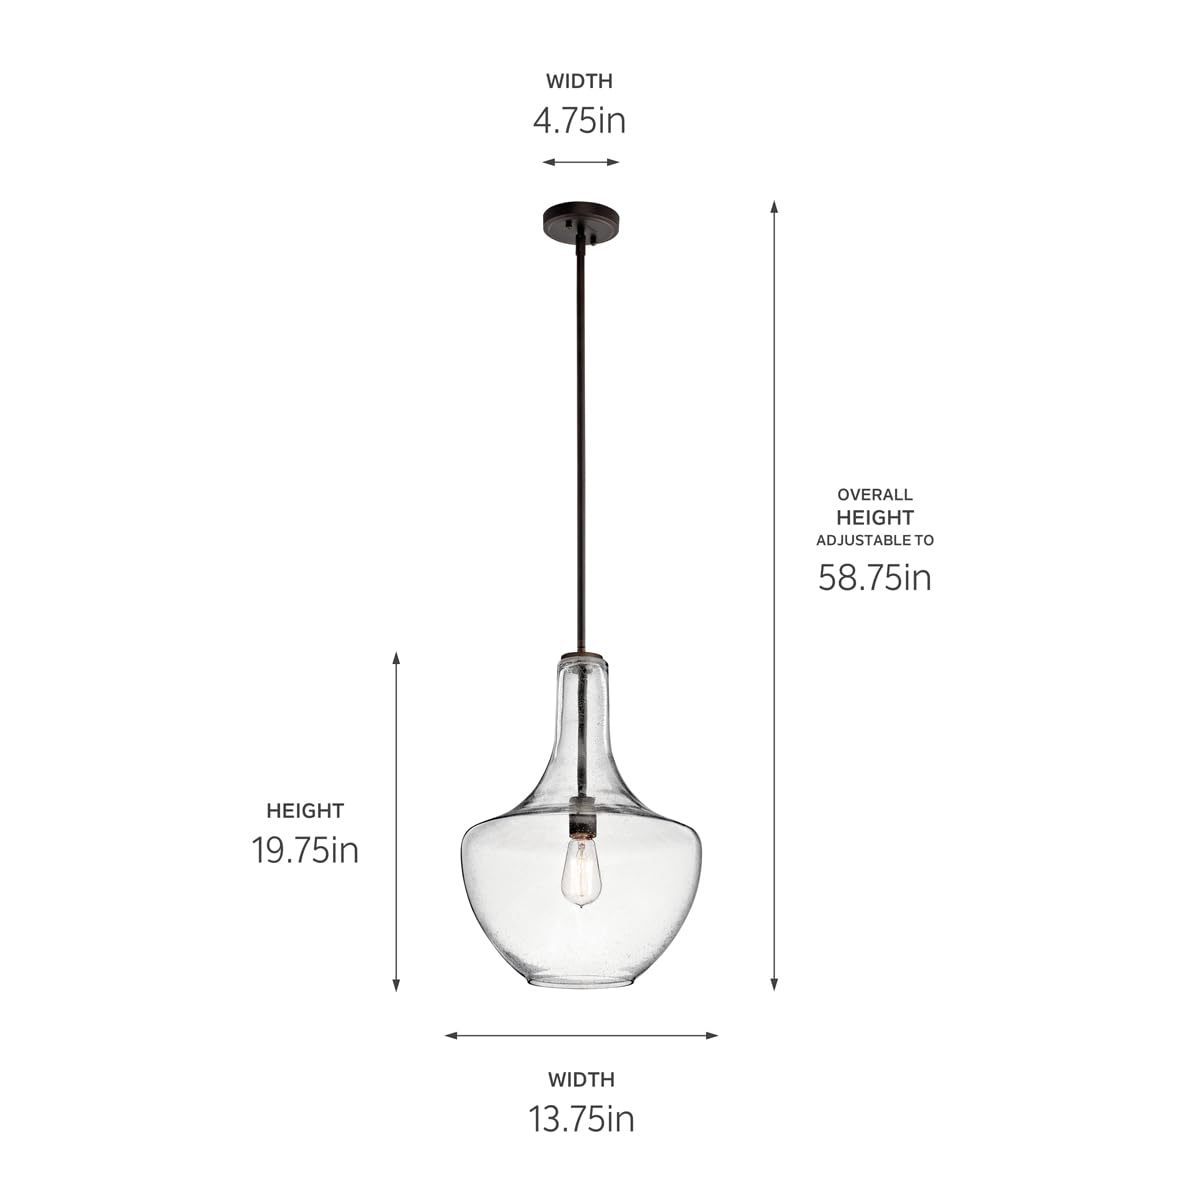 WIDTH
4.75in
OVERALL
HEIGHT
ADJUSTABLE TO
58.75in
HEIGHT
19.75in
WIDTH
13.75in